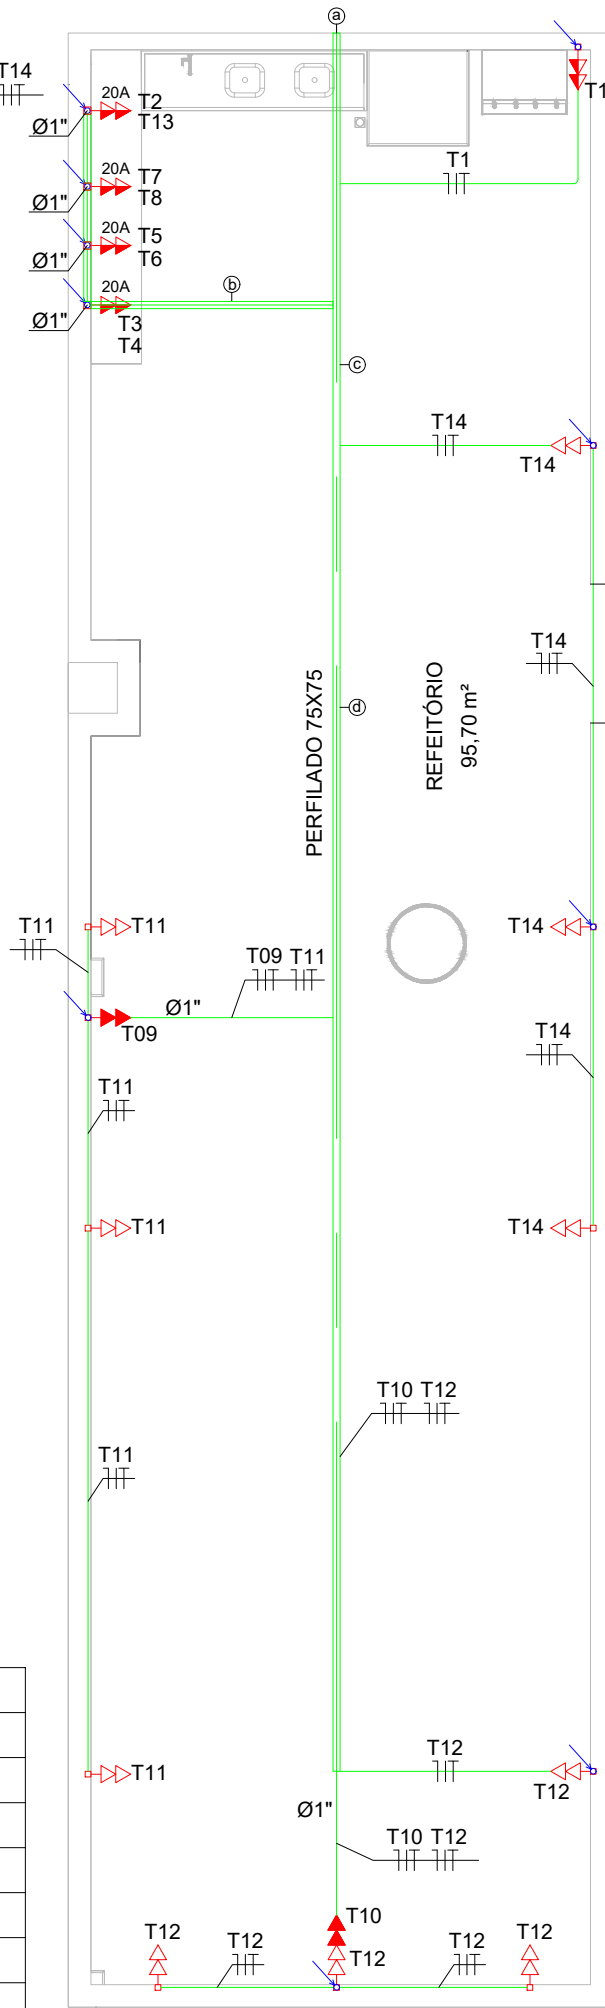 a
T14
20A T2
T13
Ø1"
T1
T1
20A T7
T8
Ø1"
20A T5
T6
Ø1"
b
20A
Ø1"
T3
T4
c
T14
T14
T14
PERFILADO 75X75
d
REFEITÓRIO
95,70 m²
T11
T11
T14
T09 T11
Ø1"
T09
T14
T11
T11
T14
T10 T12
T11
T12
T11
T12
Ø1"
T10 T12
T10
T12
T12
T12
T12
T12